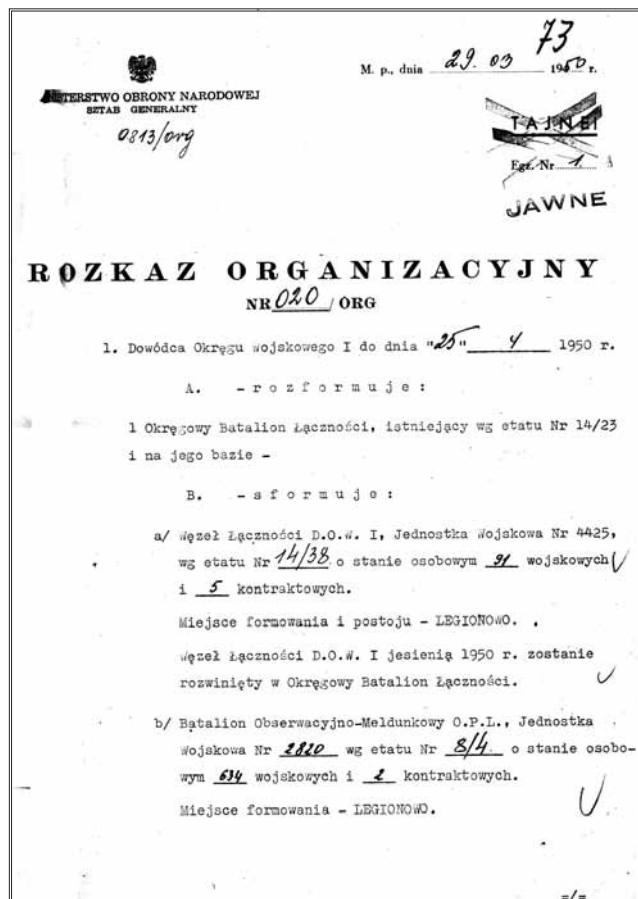 73
M. p., dnia 29. 03 1950 r.
MINISTERSTWO OBRONY NARODOWEJ
SZTAB GENERALNY
0813/org
TAJNE!
Egz. Nr 1.
JAWNE
ROZKAZ ORGANIZACYJNY
NR 020 / ORG
1. Dowódca Okręgu Wojskowego I do dnia "25" 4 1950 r.
A. - rozformuje:
1 Okręgowy Batalion Łączności, istniejący wg etatu Nr 14/23
i na jego bazie -
B. - sformuje:
a/ Węzeł Łączności D.O.W. I, Jednostka Wojskowa Nr 4425,
wg etatu Nr 14/38 o stanie osobowym 91 wojskowych
i 5 kontraktowych.
Miejsce formowania i postoju - LEGIONOWO.
Węzeł Łączności D.O.W. I jesienią 1950 r. zostanie
rozwinięty w Okręgowy Batalion Łączności.
b/ Batalion Obserwacyjno-Meldunkowy O.P.L., Jednostka
Wojskowa Nr 2820 wg etatu Nr 8/4 o stanie osobo-
wym 634 wojskowych i 2 kontraktowych.
Miejsce formowania - LEGIONOWO.